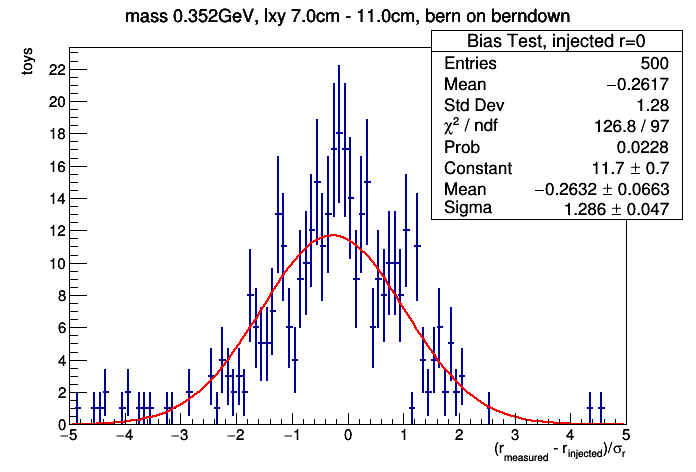 mass 0.352GeV, lxy 7.0cm - 11.0cm, bern on berndown
Bias Test, injected r=0
Entries 500
Mean −0.2617
Std Dev 1.28
χ² / ndf 126.8 / 97
Prob 0.0228
Constant 11.7 ± 0.7
Mean −0.2632 ± 0.0663
Sigma 1.286 ± 0.047
toys
22
20
18
16
14
12
10
8
6
4
2
0
−5 −4 −3 −2 −1 0 1 2 3 4 5
(r_measured - r_injected)/σ_r